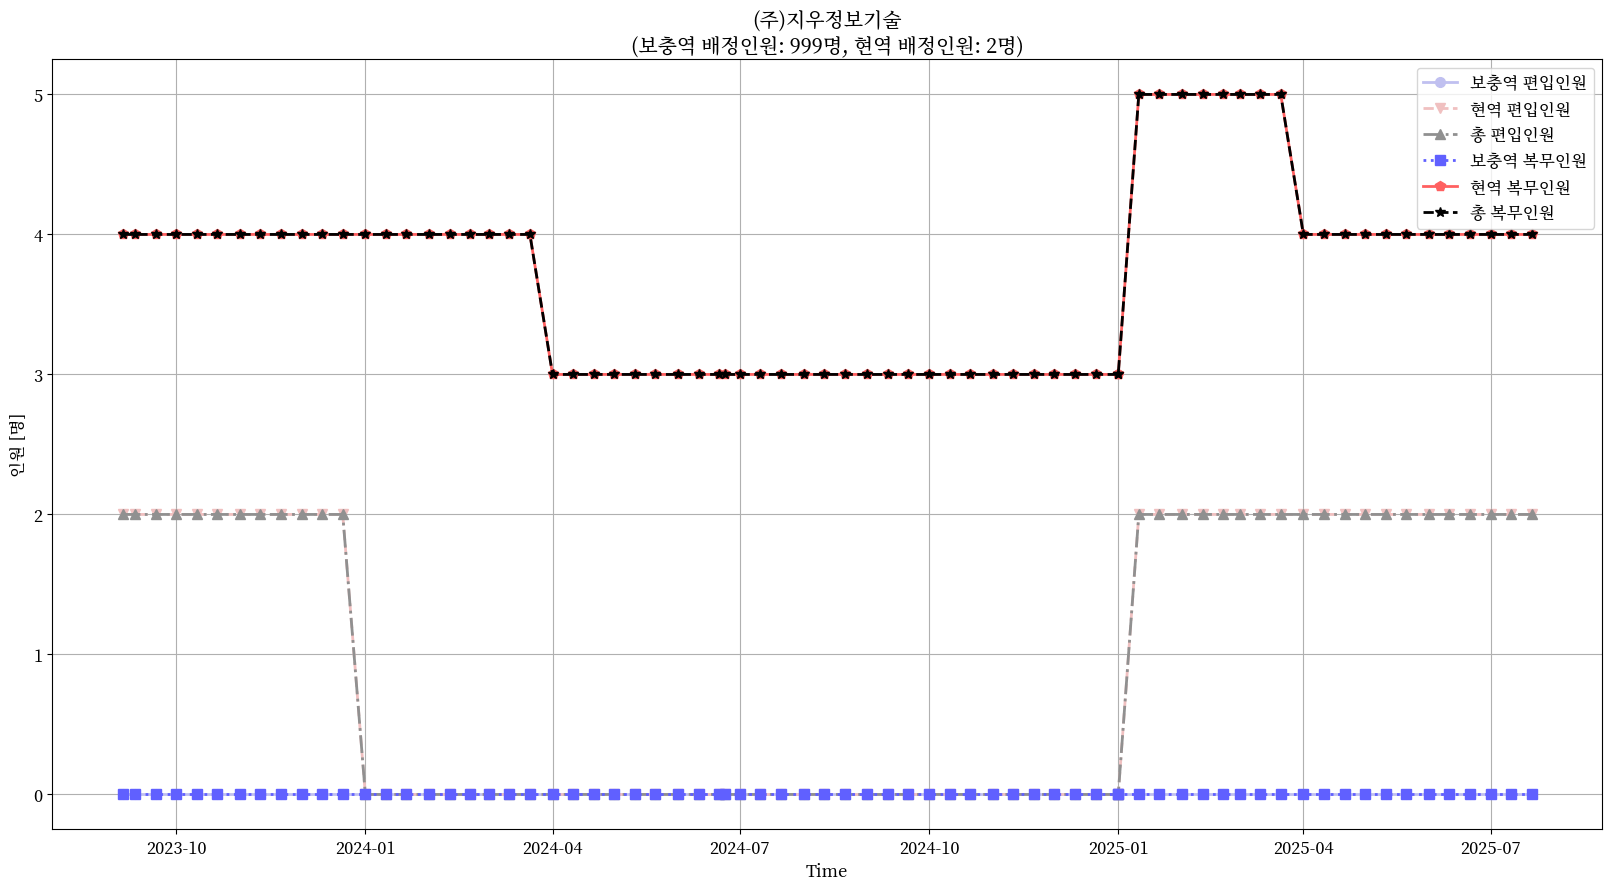 (주)지우정보기술
(보충역 배정인원: 999명, 현역 배정인원: 2명)
보충역 편입인원
현역 편입인원
총 편입인원
보충역 복무인원
현역 복무인원
총 복무인원
5
4
3
2
1
0
인원 [명]
2023-10
2024-01
2024-04
2024-07
2024-10
2025-01
2025-04
2025-07
Time